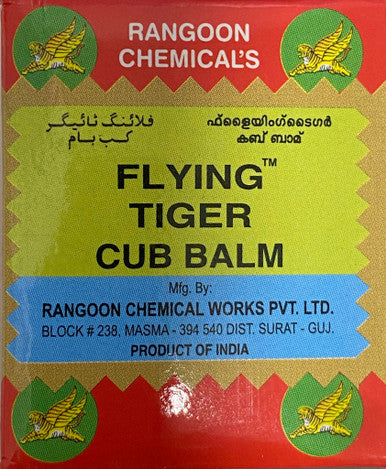 RANGOON
CHEMICAL'S
فلائنگ ٹائیگر
کب بام
ഫ്ളൈയിംഗ്ടൈഗർ
കബ് ബാമ്
FLYING™
TIGER
CUB BALM
Mfg. By:
RANGOON CHEMICAL WORKS PVT. LTD.
BLOCK # 238, MASMA - 394 540 DIST. SURAT - GUJ.
PRODUCT OF INDIA